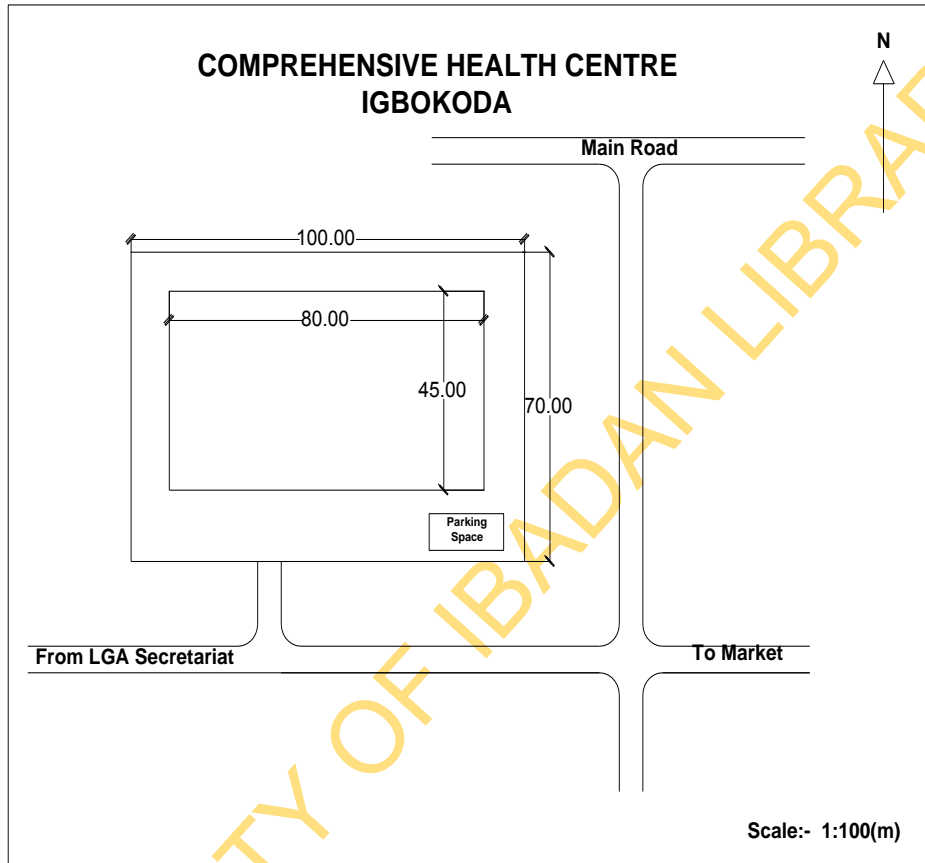 COMPREHENSIVE HEALTH CENTRE
IGBOKODA
N
Main Road
100.00
80.00
45.00
70.00
Parking
Space
From LGA Secretariat
To Market
Scale:- 1:100(m)
TY OF IBADAN LIBRAR